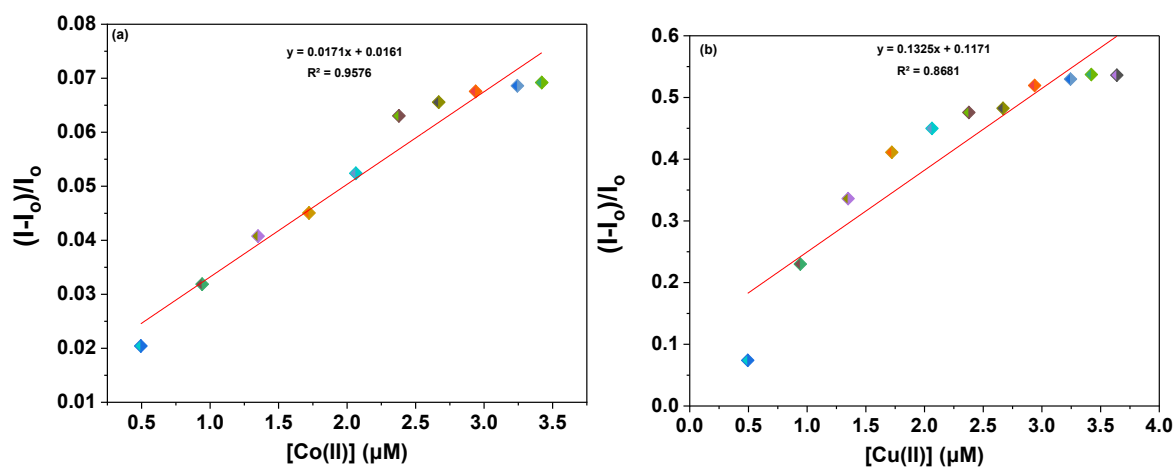 (a)
y = 0.0171x + 0.0161
R² = 0.9576
0.08
0.07
0.06
0.05
0.04
0.03
0.02
0.01
(I-Io)/Io
0.5 1.0 1.5 2.0 2.5 3.0 3.5
[Co(II)] (μM)
(b)
y = 0.1325x + 0.1171
R² = 0.8681
0.6
0.5
0.4
0.3
0.2
0.1
0.0
(I-Io)/Io
0.0 0.5 1.0 1.5 2.0 2.5 3.0 3.5 4.0
[Cu(II)] (μM)